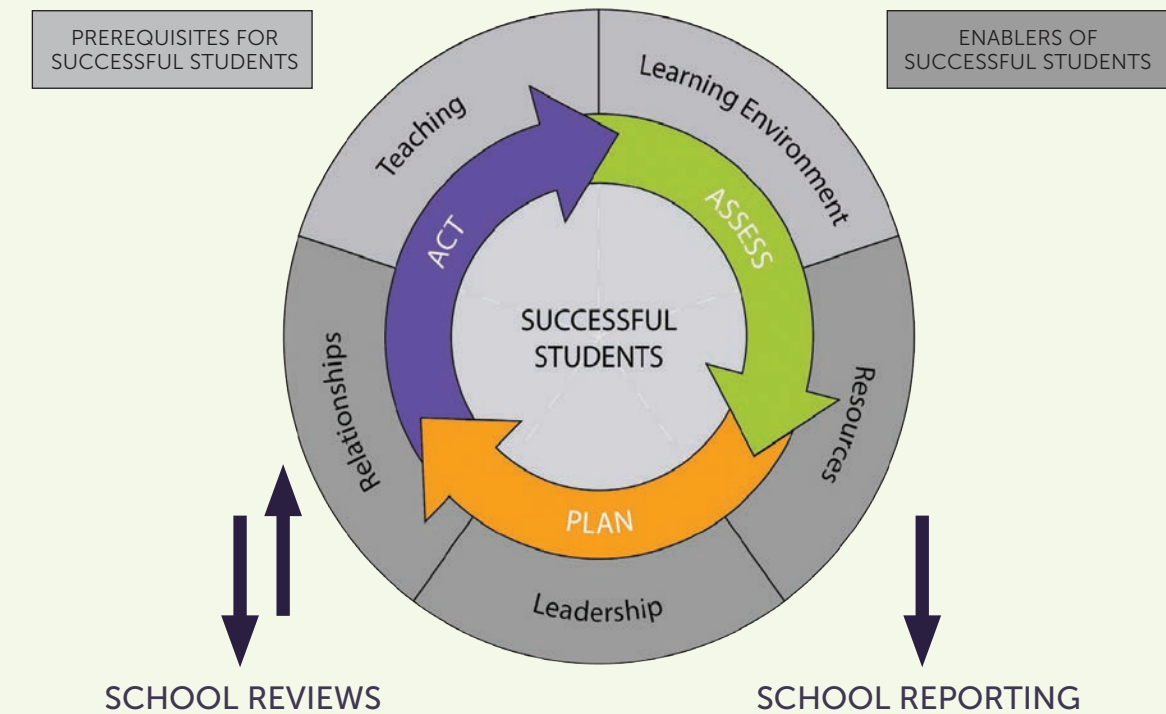 PREREQUISITES FOR
SUCCESSFUL STUDENTS
ENABLERS OF
SUCCESSFUL STUDENTS
Teaching
Learning Environment
ACT
ASSESS
SUCCESSFUL
STUDENTS
Relationships
Resources
PLAN
Leadership
SCHOOL REVIEWS
SCHOOL REPORTING